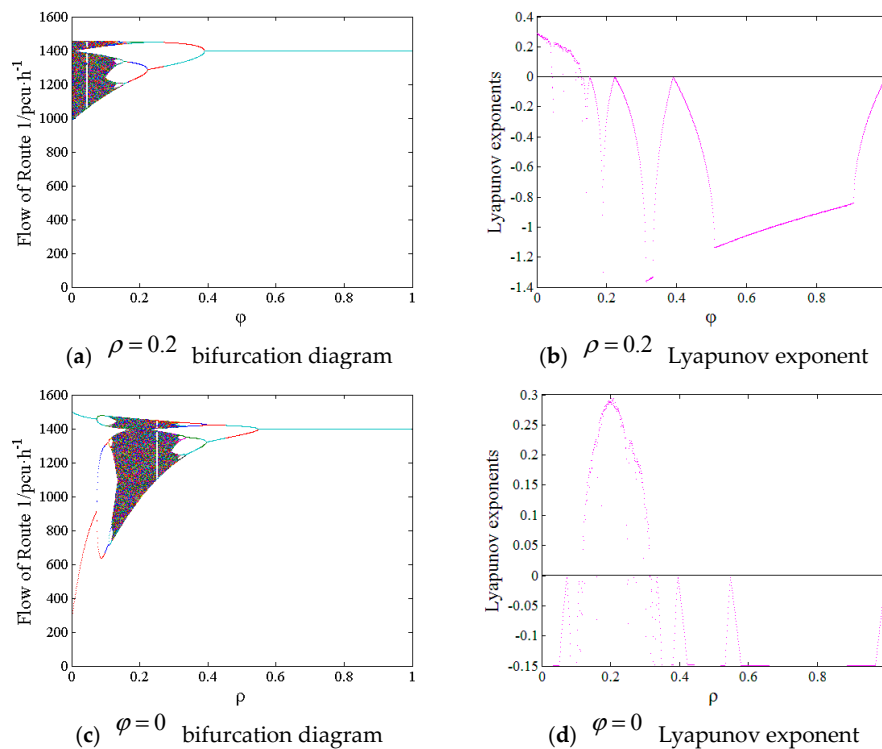 1600
1400
1200
1000
800
600
400
200
0
Flow of Route 1/pcu·h⁻¹
0 0.2 0.4 0.6 0.8 1
φ
(a) ρ = 0.2 bifurcation diagram
0.4
0.2
0
-0.2
-0.4
-0.6
-0.8
-1
-1.2
-1.4
Lyapunov exponents
0 0.2 0.4 0.6 0.8
φ
(b) ρ = 0.2 Lyapunov exponent
1600
1400
1200
1000
800
600
400
200
0
Flow of Route 1/pcu·h⁻¹
0 0.2 0.4 0.6 0.8 1
ρ
(c) φ = 0 bifurcation diagram
0.3
0.25
0.2
0.15
0.1
0.05
0
-0.05
-0.1
-0.15
Lyapunov exponents
0 0.2 0.4 0.6 0.8
ρ
(d) φ = 0 Lyapunov exponent